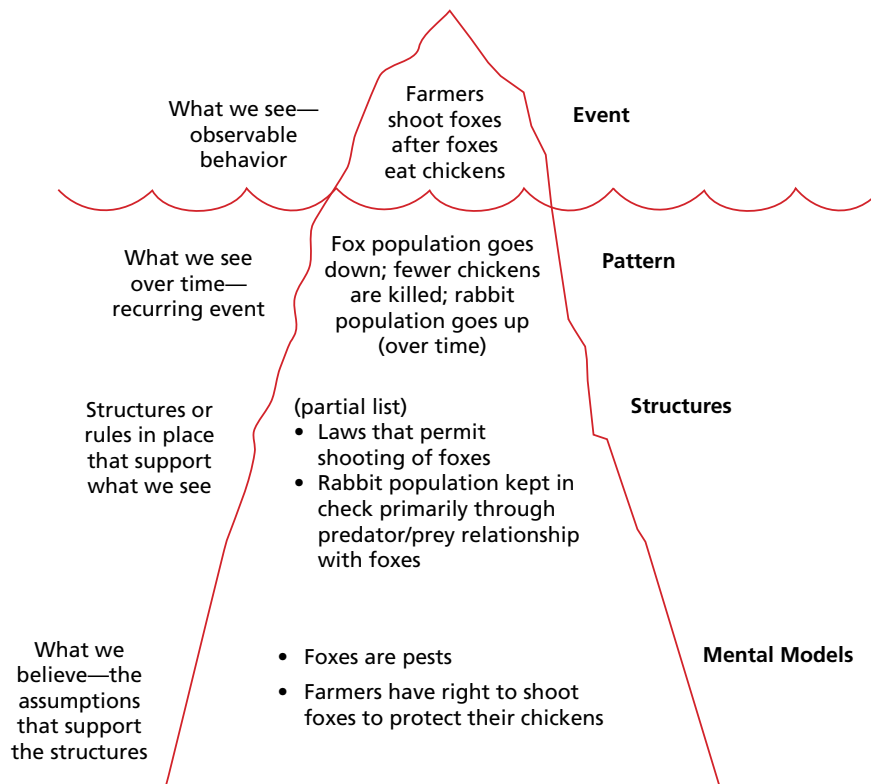 What we see—
observable
behavior
Farmers
shoot foxes
after foxes
eat chickens
Event
What we see
over time—
recurring event
Fox population goes
down; fewer chickens
are killed; rabbit
population goes up
(over time)
Pattern
Structures or
rules in place
that support
what we see
(partial list)
• Laws that permit
shooting of foxes
• Rabbit population kept in
check primarily through
predator/prey relationship
with foxes
Structures
What we
believe—the
assumptions
that support
the structures
• Foxes are pests
• Farmers have right to shoot
foxes to protect their chickens
Mental Models